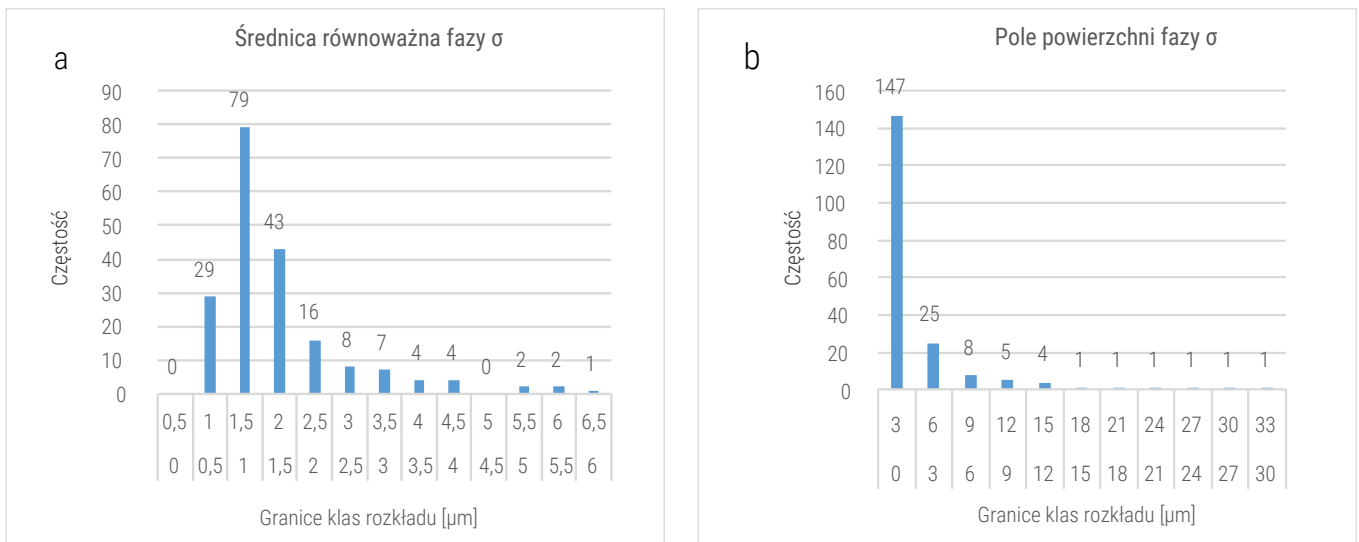 a
Średnica równoważna fazy σ
Częstość
90
80
70
60
50
40
30
20
10
0
0 29 79 43 16 8 7 4 4 0 2 2 1
0,5 1 1,5 2 2,5 3 3,5 4 4,5 5 5,5 6 6,5
0 0,5 1 1,5 2 2,5 3 3,5 4 4,5 5 5,5 6
Granice klas rozkładu [µm]
b
Pole powierzchni fazy σ
Częstość
160
140
120
100
80
60
40
20
0
147 25 8 5 4 1 1 1 1 1 1
3 6 9 12 15 18 21 24 27 30 33
0 3 6 9 12 15 18 21 24 27 30
Granice klas rozkładu [µm]